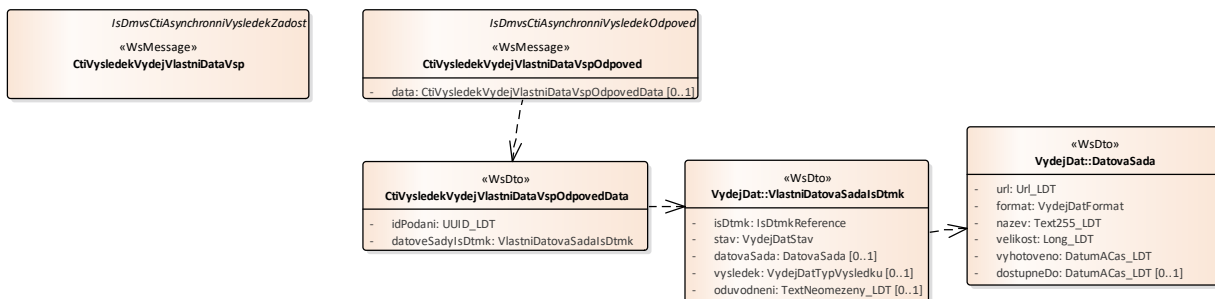 IsDmvsCtiAsynchronniVysledekZadost
«WsMessage»
CtiVysledekVydejVlastniDataVsp
IsDmvsCtiAsynchronniVysledekOdpoved
«WsMessage»
CtiVysledekVydejVlastniDataVspOdpoved
- data: CtiVysledekVydejVlastniDataVspOdpovedData [0..1]
«WsDto»
CtiVysledekVydejVlastniDataVspOdpovedData
- idPodani: UUID_LDT
- datoveSadyIsDtmk: VlastniDatovaSadaIsDtmk
«WsDto»
VydejDat::VlastniDatovaSadaIsDtmk
- isDtmk: IsDtmkReference
- stav: VydejDatStav
- datovaSada: DatovaSada [0..1]
- vysledek: VydejDatTypVysledku [0..1]
- oduvodneni: TextNeomezeny_LDT [0..1]
«WsDto»
VydejDat::DatovaSada
- url: Url_LDT
- format: VydejDatFormat
- nazev: Text255_LDT
- velikost: Long_LDT
- vyhotoveno: DatumACas_LDT
- dostupneDo: DatumACas_LDT [0..1]